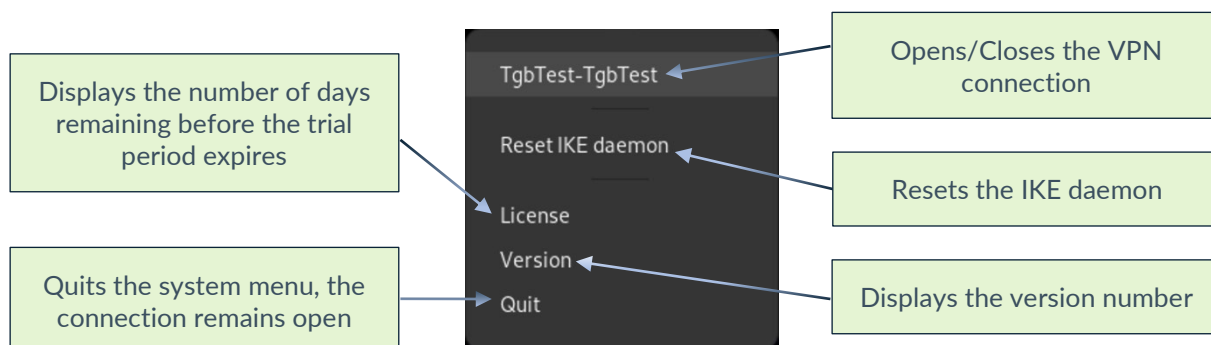 Displays the number of days
remaining before the trial
period expires
Quits the system menu, the
connection remains open
TgbTest-TgbTest
Reset IKE daemon
License
Version
Quit
Opens/Closes the VPN
connection
Resets the IKE daemon
Displays the version number